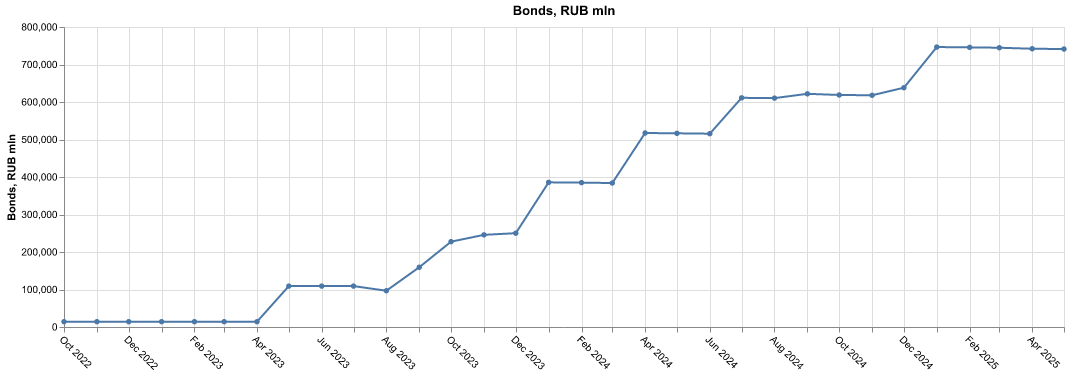 Bonds, RUB mln
Bonds, RUB mln
800,000
700,000
600,000
500,000
400,000
300,000
200,000
100,000
0
Oct 2022
Dec 2022
Feb 2023
Apr 2023
Jun 2023
Aug 2023
Oct 2023
Dec 2023
Feb 2024
Apr 2024
Jun 2024
Aug 2024
Oct 2024
Dec 2024
Feb 2025
Apr 2025